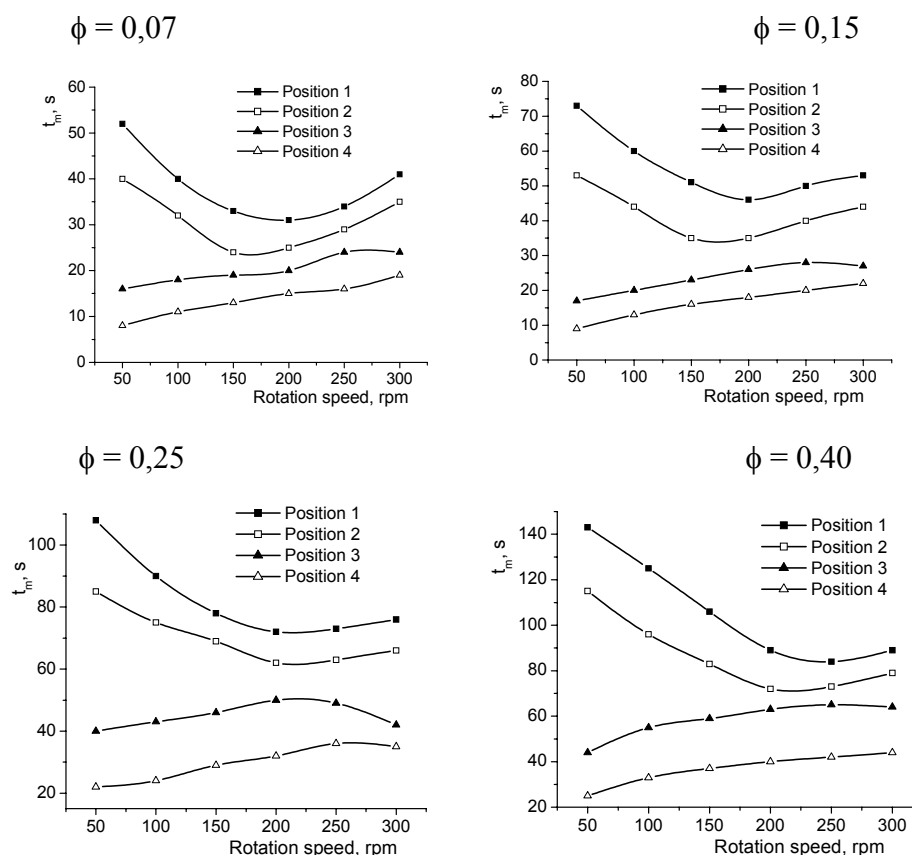 ϕ = 0,07
60
50
40
30
20
10
0
t_m, s
Position 1
Position 2
Position 3
Position 4
50 100 150 200 250 300
Rotation speed, rpm
ϕ = 0,15
80
70
60
50
40
30
20
10
0
t_m, s
Position 1
Position 2
Position 3
Position 4
50 100 150 200 250 300
Rotation speed, rpm
ϕ = 0,25
100
80
60
40
20
t_m, s
Position 1
Position 2
Position 3
Position 4
50 100 150 200 250 300
Rotation speed, rpm
ϕ = 0,40
140
120
100
80
60
40
20
t_m, s
Position 1
Position 2
Position 3
Position 4
50 100 150 200 250 300
Rotation speed, rpm